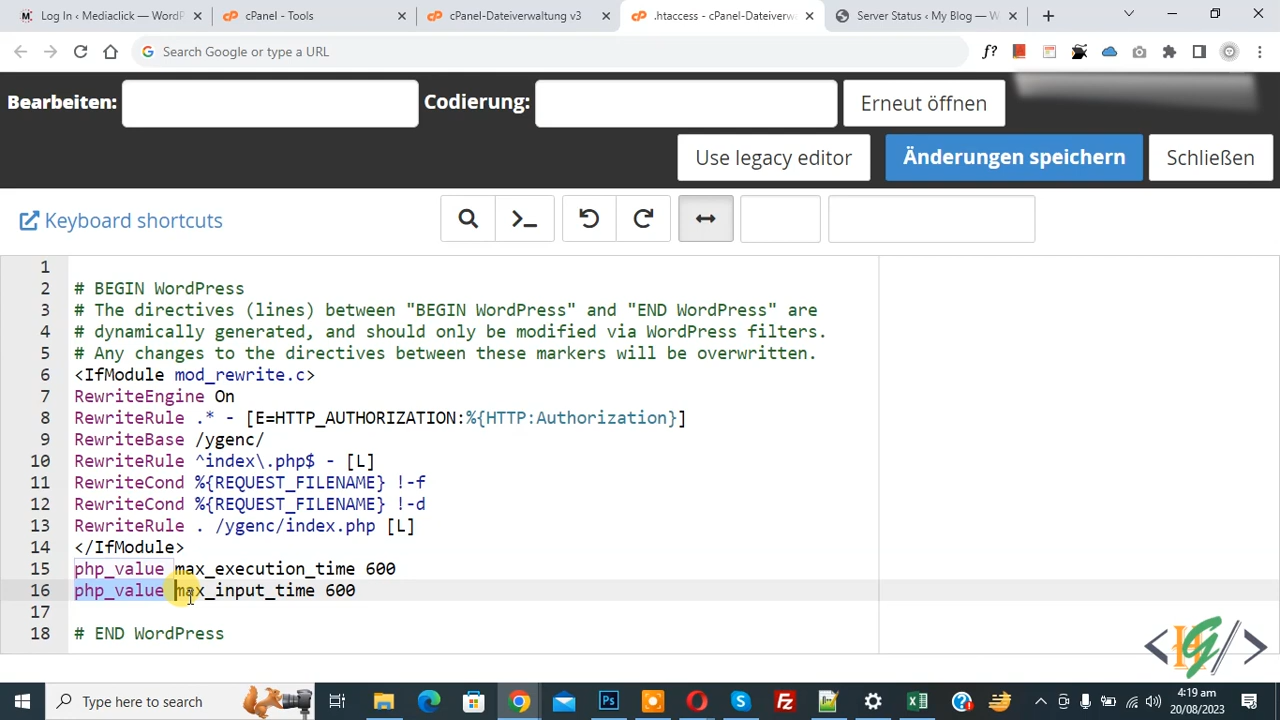 Log In ‹ Mediaclick — WordP
cPanel - Tools
cPanel-Dateiverwaltung v3
.htaccess - cPanel-Dateiverwa
Server Status ‹ My Blog — W
Search Google or type a URL
Bearbeiten:
Codierung:
Erneut öffnen
Use legacy editor
Änderungen speichern
Schließen
Keyboard shortcuts
1
2 # BEGIN WordPress
3 # The directives (lines) between "BEGIN WordPress" and "END WordPress" are
4 # dynamically generated, and should only be modified via WordPress filters.
5 # Any changes to the directives between these markers will be overwritten.
6 <IfModule mod_rewrite.c>
7 RewriteEngine On
8 RewriteRule .* - [E=HTTP_AUTHORIZATION:%{HTTP:Authorization}]
9 RewriteBase /ygenc/
10 RewriteRule ^index\.php$ - [L]
11 RewriteCond %{REQUEST_FILENAME} !-f
12 RewriteCond %{REQUEST_FILENAME} !-d
13 RewriteRule . /ygenc/index.php [L]
14 </IfModule>
15 php_value max_execution_time 600
16 php_value max_input_time 600
17
18 # END WordPress
Type here to search
4:19 am
20/08/2023